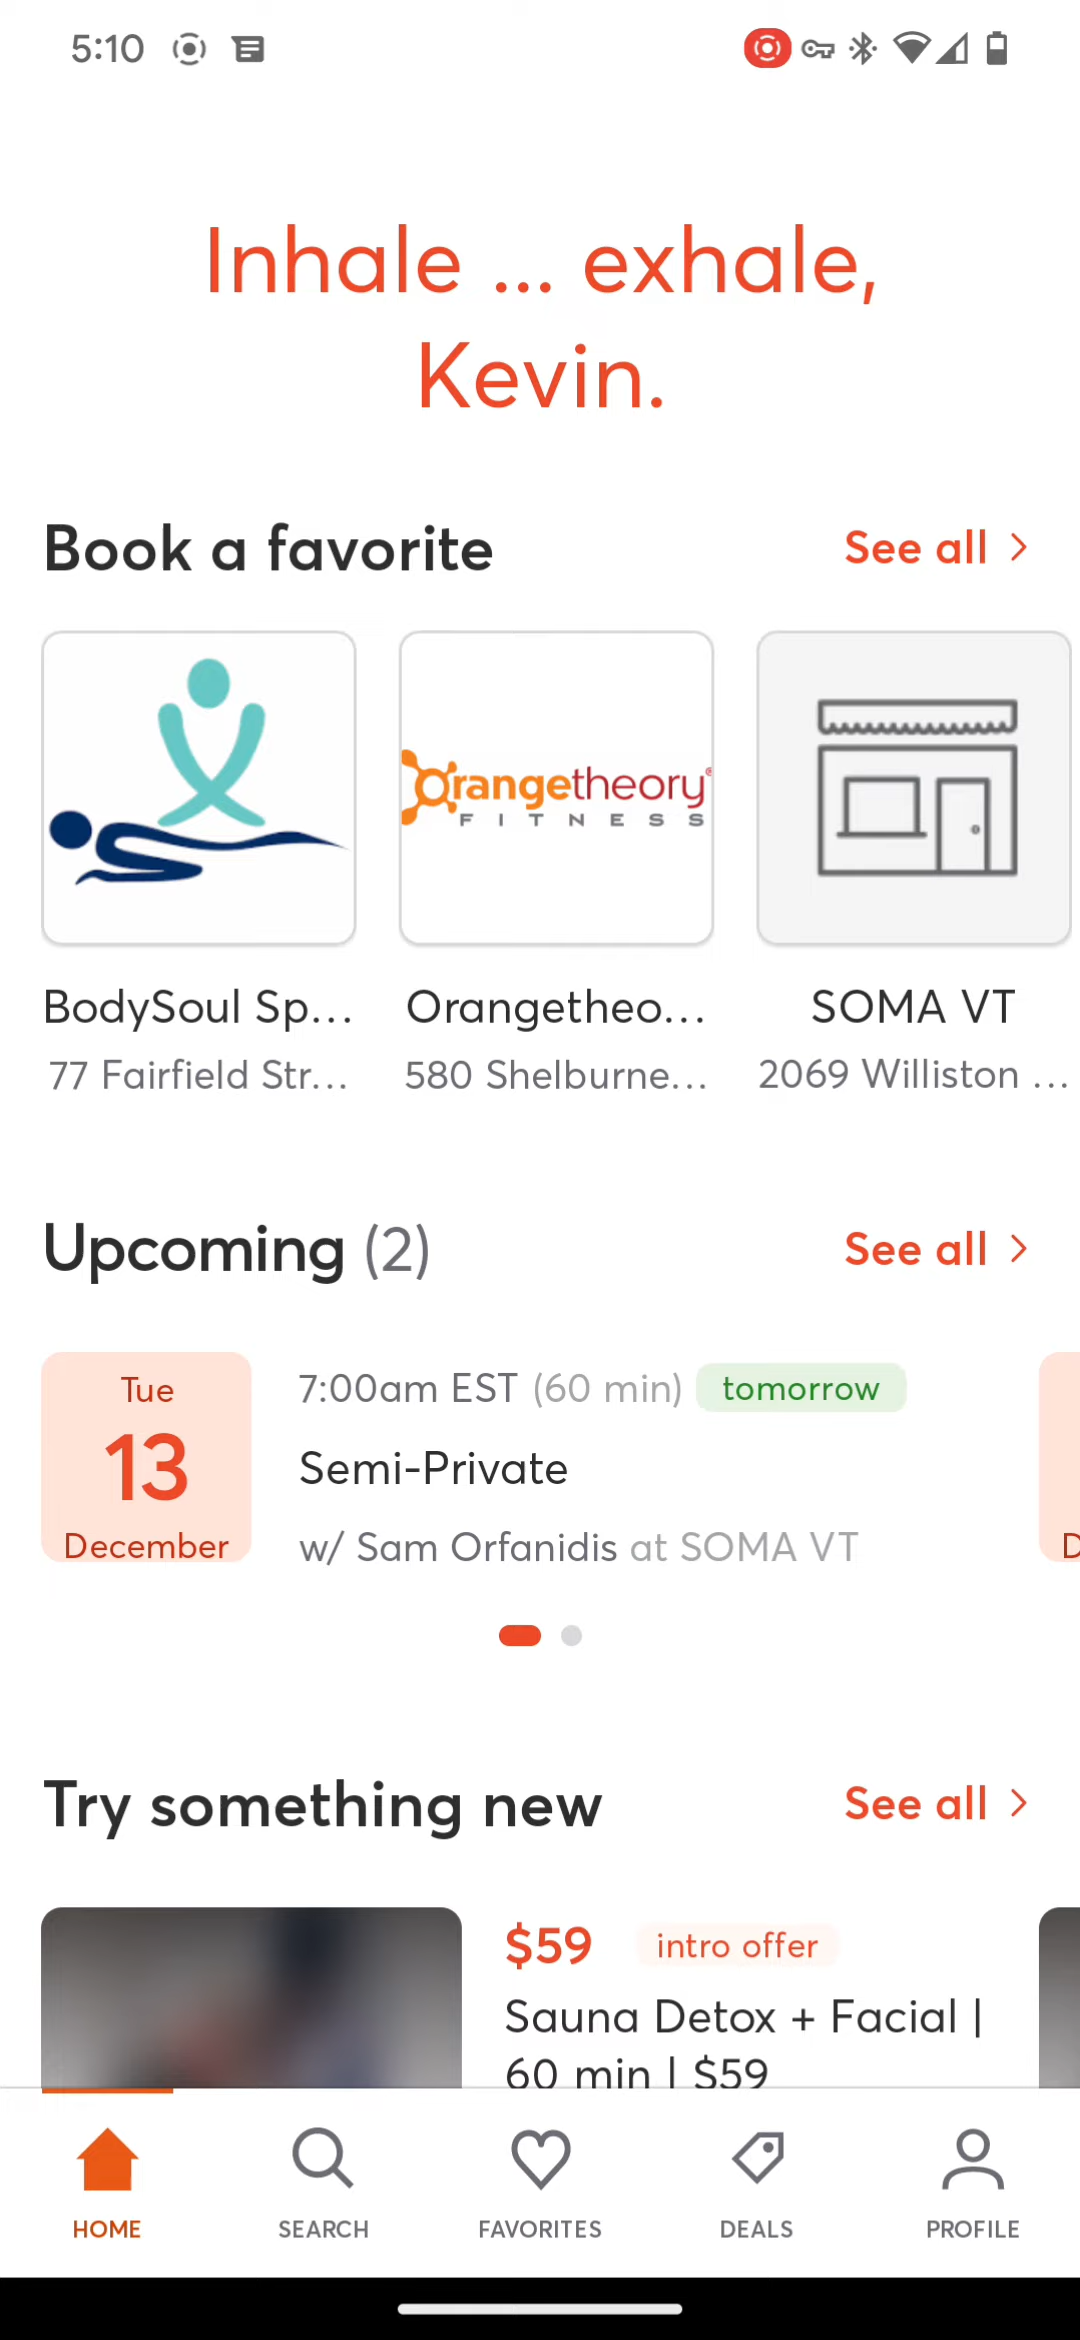 5:10
Inhale ... exhale,
Kevin.
Book a favorite
See all
orangetheory®
FITNESS
BodySoul Sp...
Orangetheo...
SOMA VT
77 Fairfield Str...
580 Shelburne...
2069 Williston ...
Upcoming (2)
See all
Tue
13
December
7:00am EST (60 min) tomorrow
Semi-Private
w/ Sam Orfanidis at SOMA VT
D
Try something new
See all
$59 intro offer
Sauna Detox + Facial |
60 min | $59
HOME
SEARCH
FAVORITES
DEALS
PROFILE